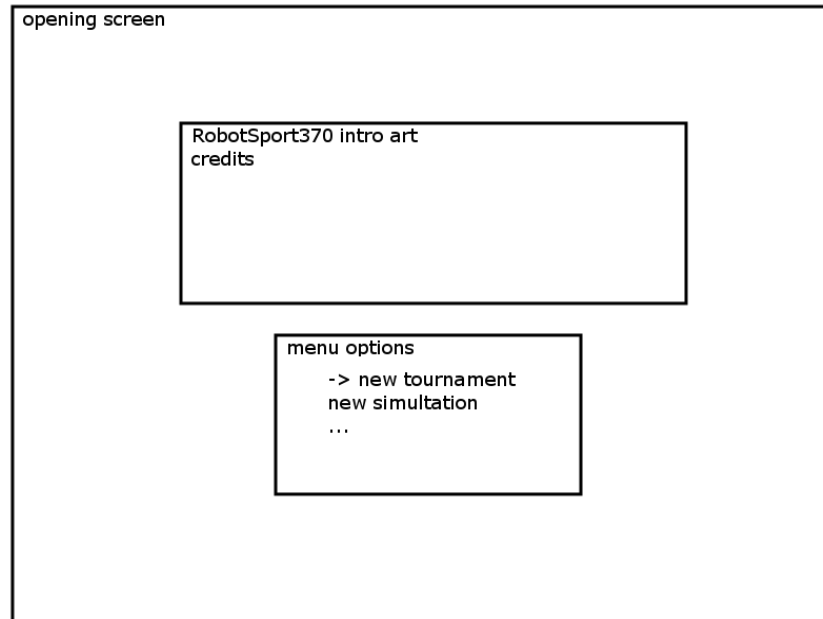 opening screen
RobotSport370 intro art
credits
menu options
-> new tournament
new simultation
...